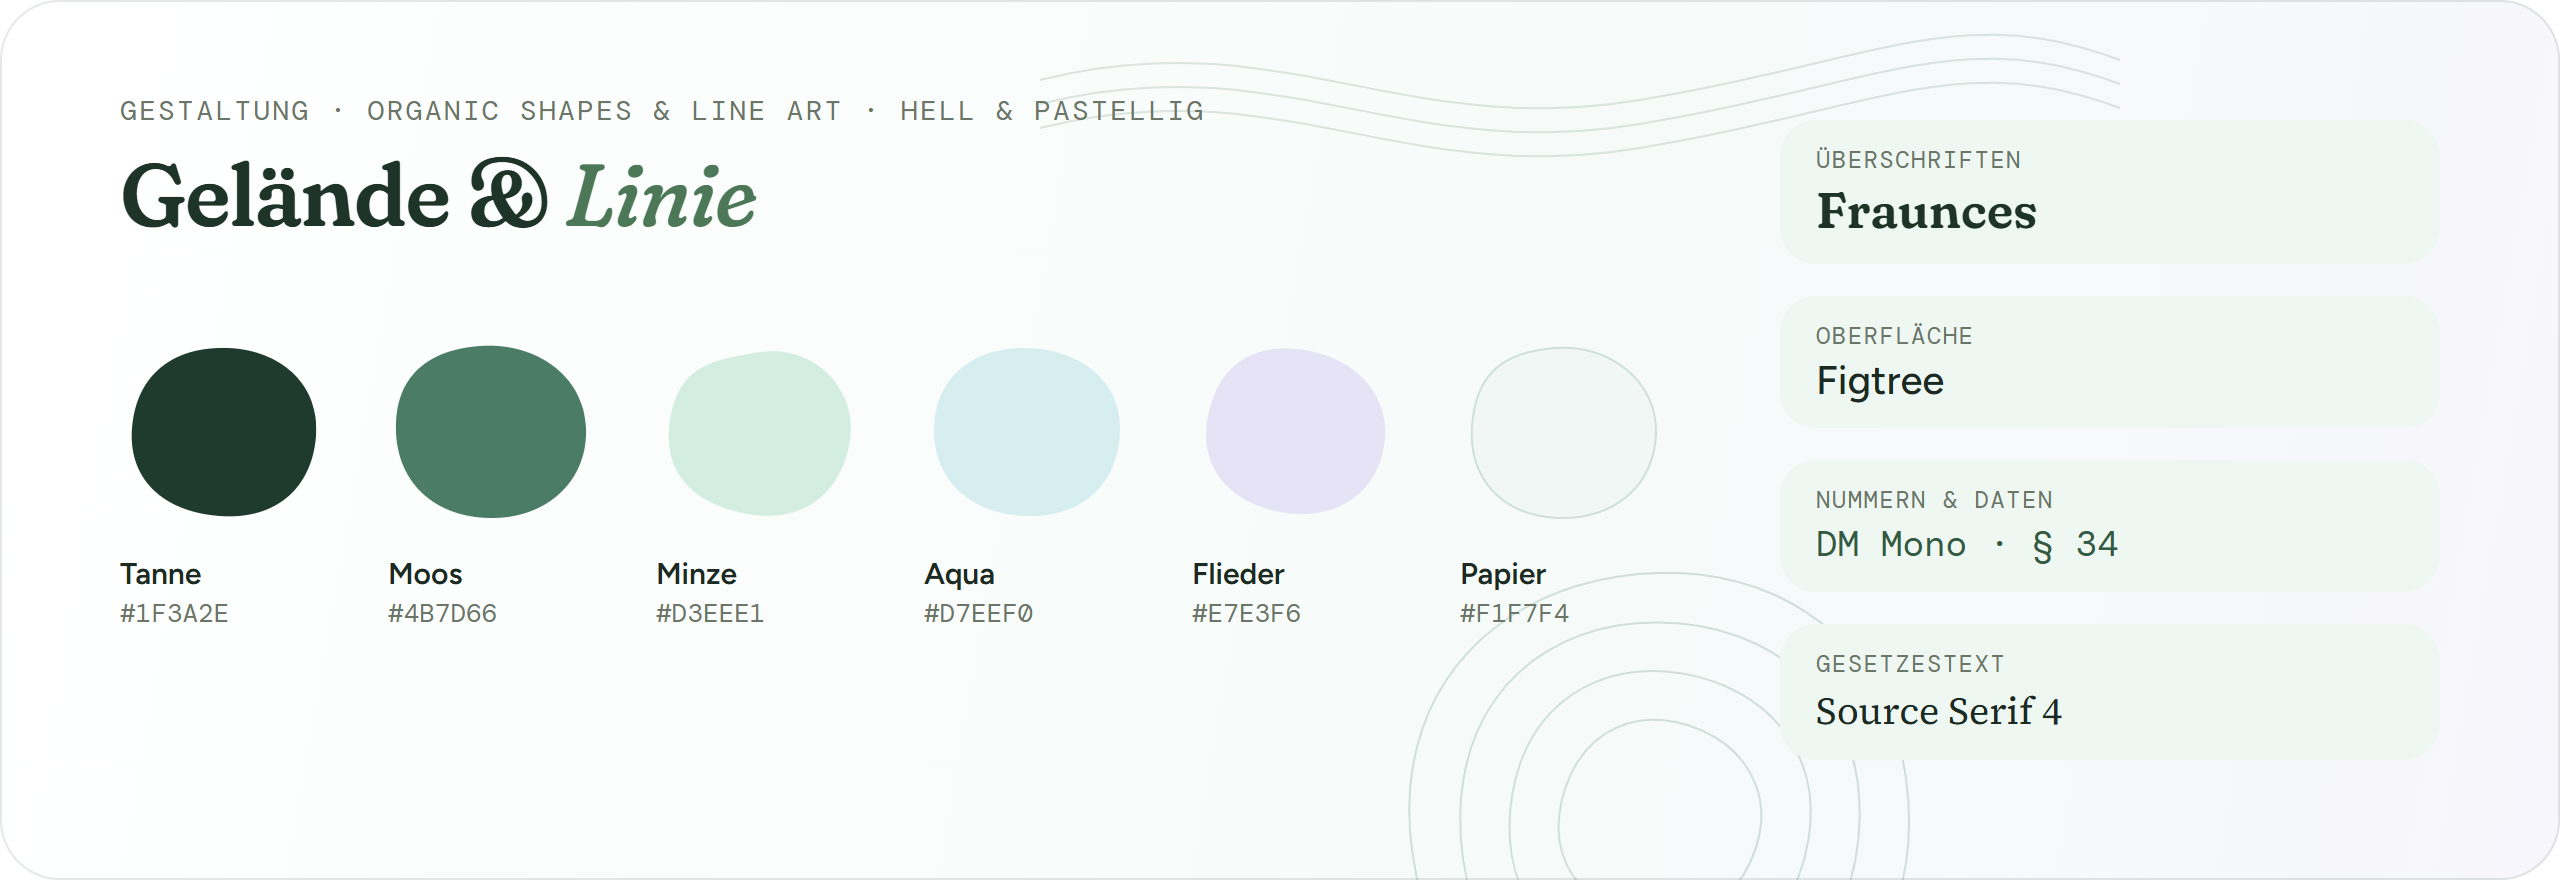 GESTALTUNG · ORGANIC SHAPES & LINE ART · HELL & PASTELLIG
Gelände & Linie
Tanne
#1F3A2E
Moos
#4B7D66
Minze
#D3EEE1
Aqua
#D7EEF0
Flieder
#E7E3F6
Papier
#F1F7F4
ÜBERSCHRIFTEN
Fraunces
OBERFLÄCHE
Figtree
NUMMERN & DATEN
DM Mono · § 34
GESETZESTEXT
Source Serif 4